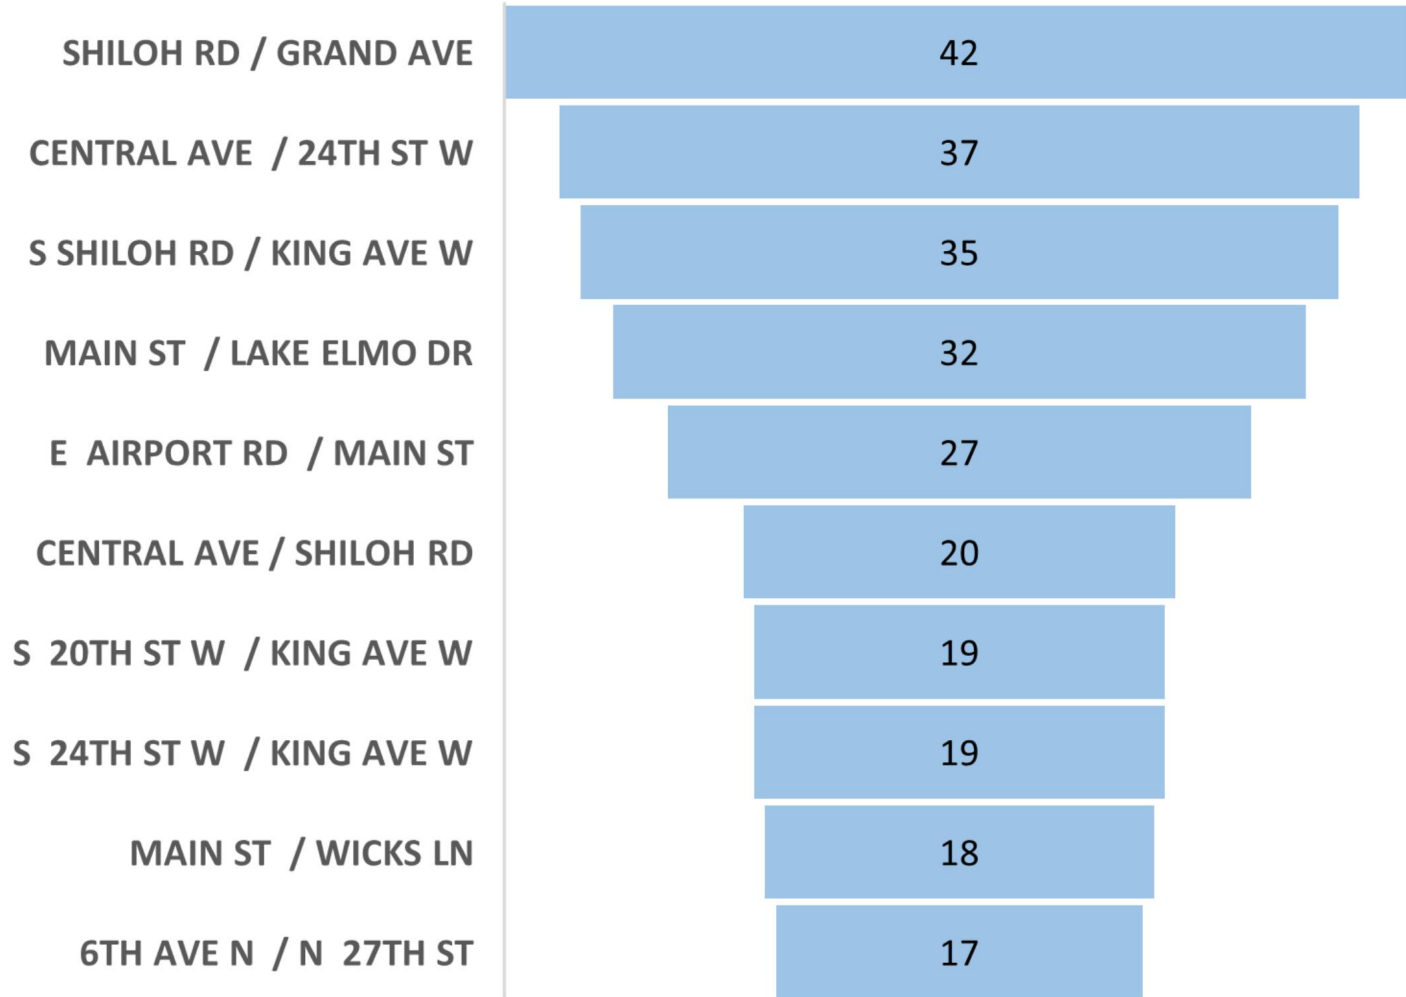 SHILOH RD / GRAND AVE 42
CENTRAL AVE / 24TH ST W 37
S SHILOH RD / KING AVE W 35
MAIN ST / LAKE ELMO DR 32
E AIRPORT RD / MAIN ST 27
CENTRAL AVE / SHILOH RD 20
S 20TH ST W / KING AVE W 19
S 24TH ST W / KING AVE W 19
MAIN ST / WICKS LN 18
6TH AVE N / N 27TH ST 17